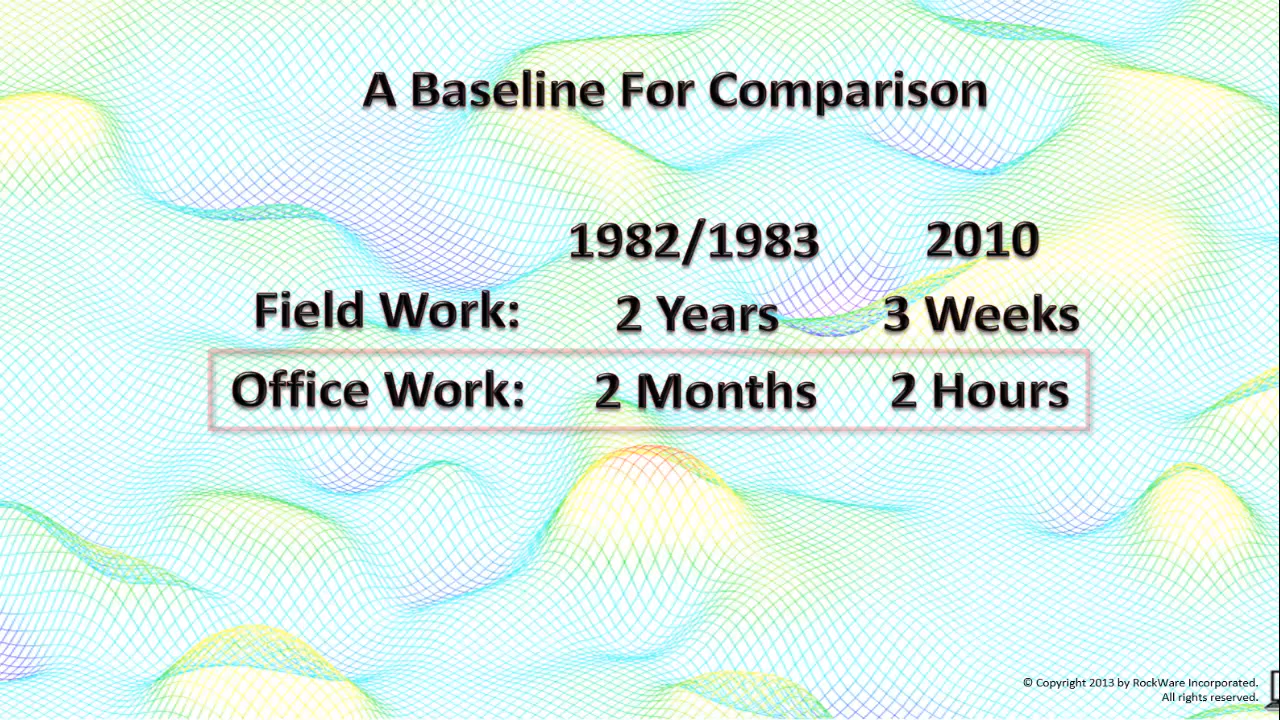 A Baseline For Comparison
1982/1983 2010
Field Work: 2 Years 3 Weeks
Office Work: 2 Months 2 Hours
© Copyright 2013 by RockWare Incorporated.
All rights reserved.